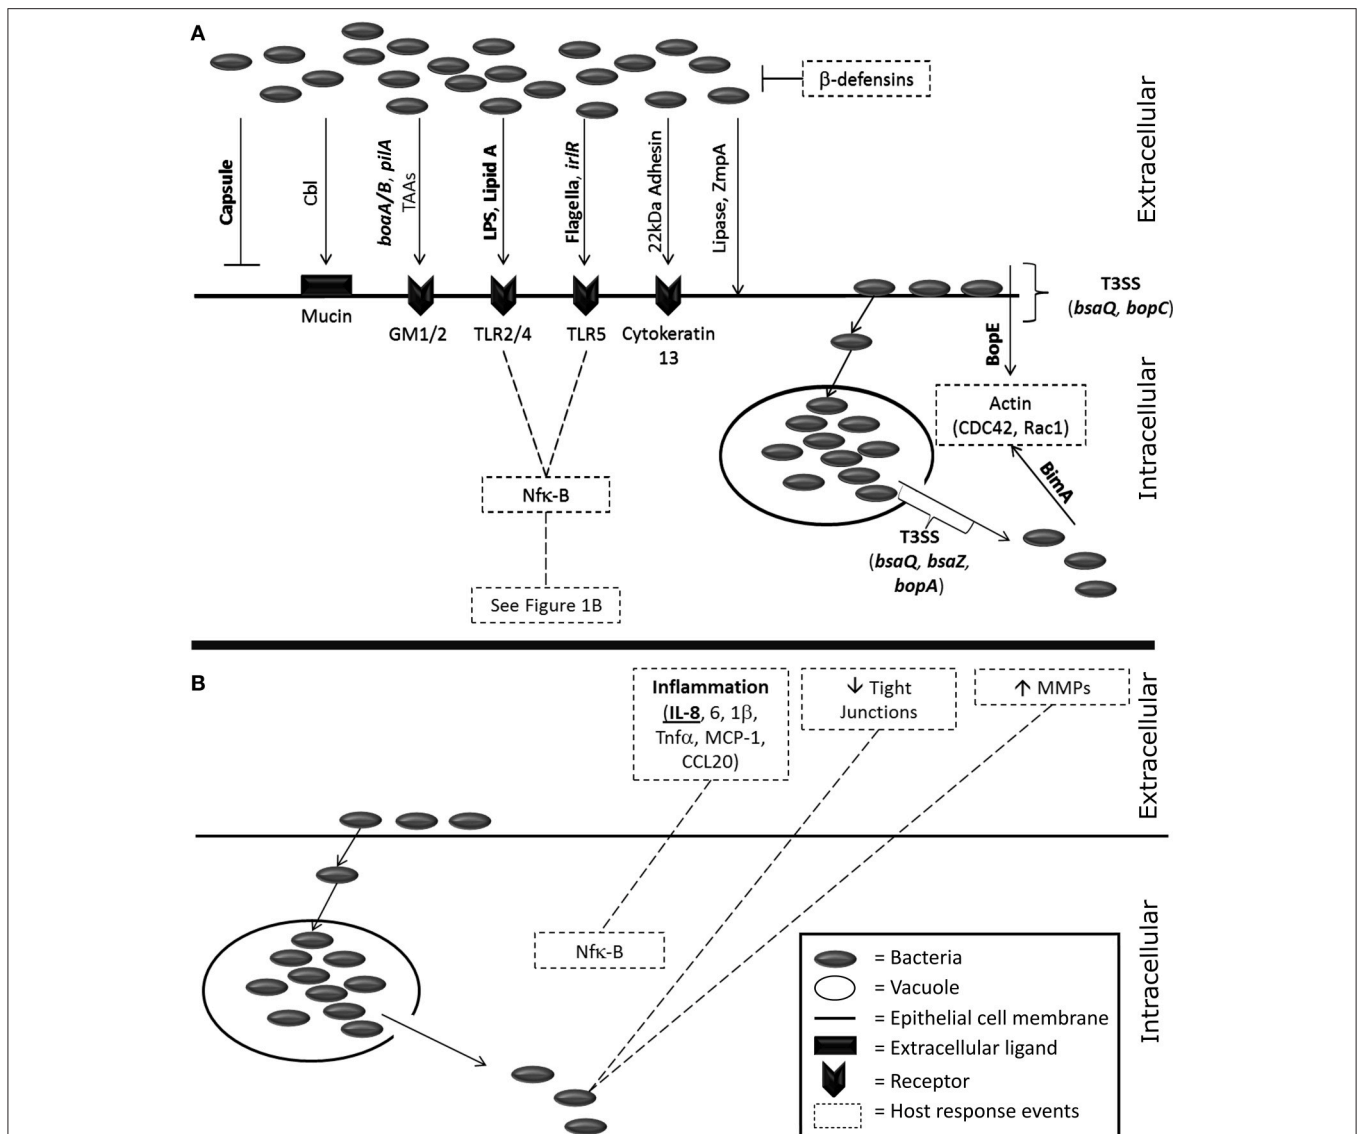 A
β-defensins
Extracellular
Capsule
Cbl
boaA/B, pilA
TAAs
LPS, Lipid A
Flagella, irlR
22kDa Adhesin
Lipase, ZmpA
Mucin
GM1/2
TLR2/4
TLR5
Cytokeratin
13
T3SS
(bsaQ, bopC)
BopE
Actin
(CDC42, Rac1)
BimA
Intracellular
Nfκ-B
T3SS
(bsaQ, bsaZ,
bopA)
See Figure 1B
B
Inflammation
(IL-8, 6, 1β,
Tnfα, MCP-1,
CCL20)
↓ Tight
Junctions
↑ MMPs
Extracellular
Nfκ-B
Intracellular
= Bacteria
= Vacuole
= Epithelial cell membrane
= Extracellular ligand
= Receptor
= Host response events